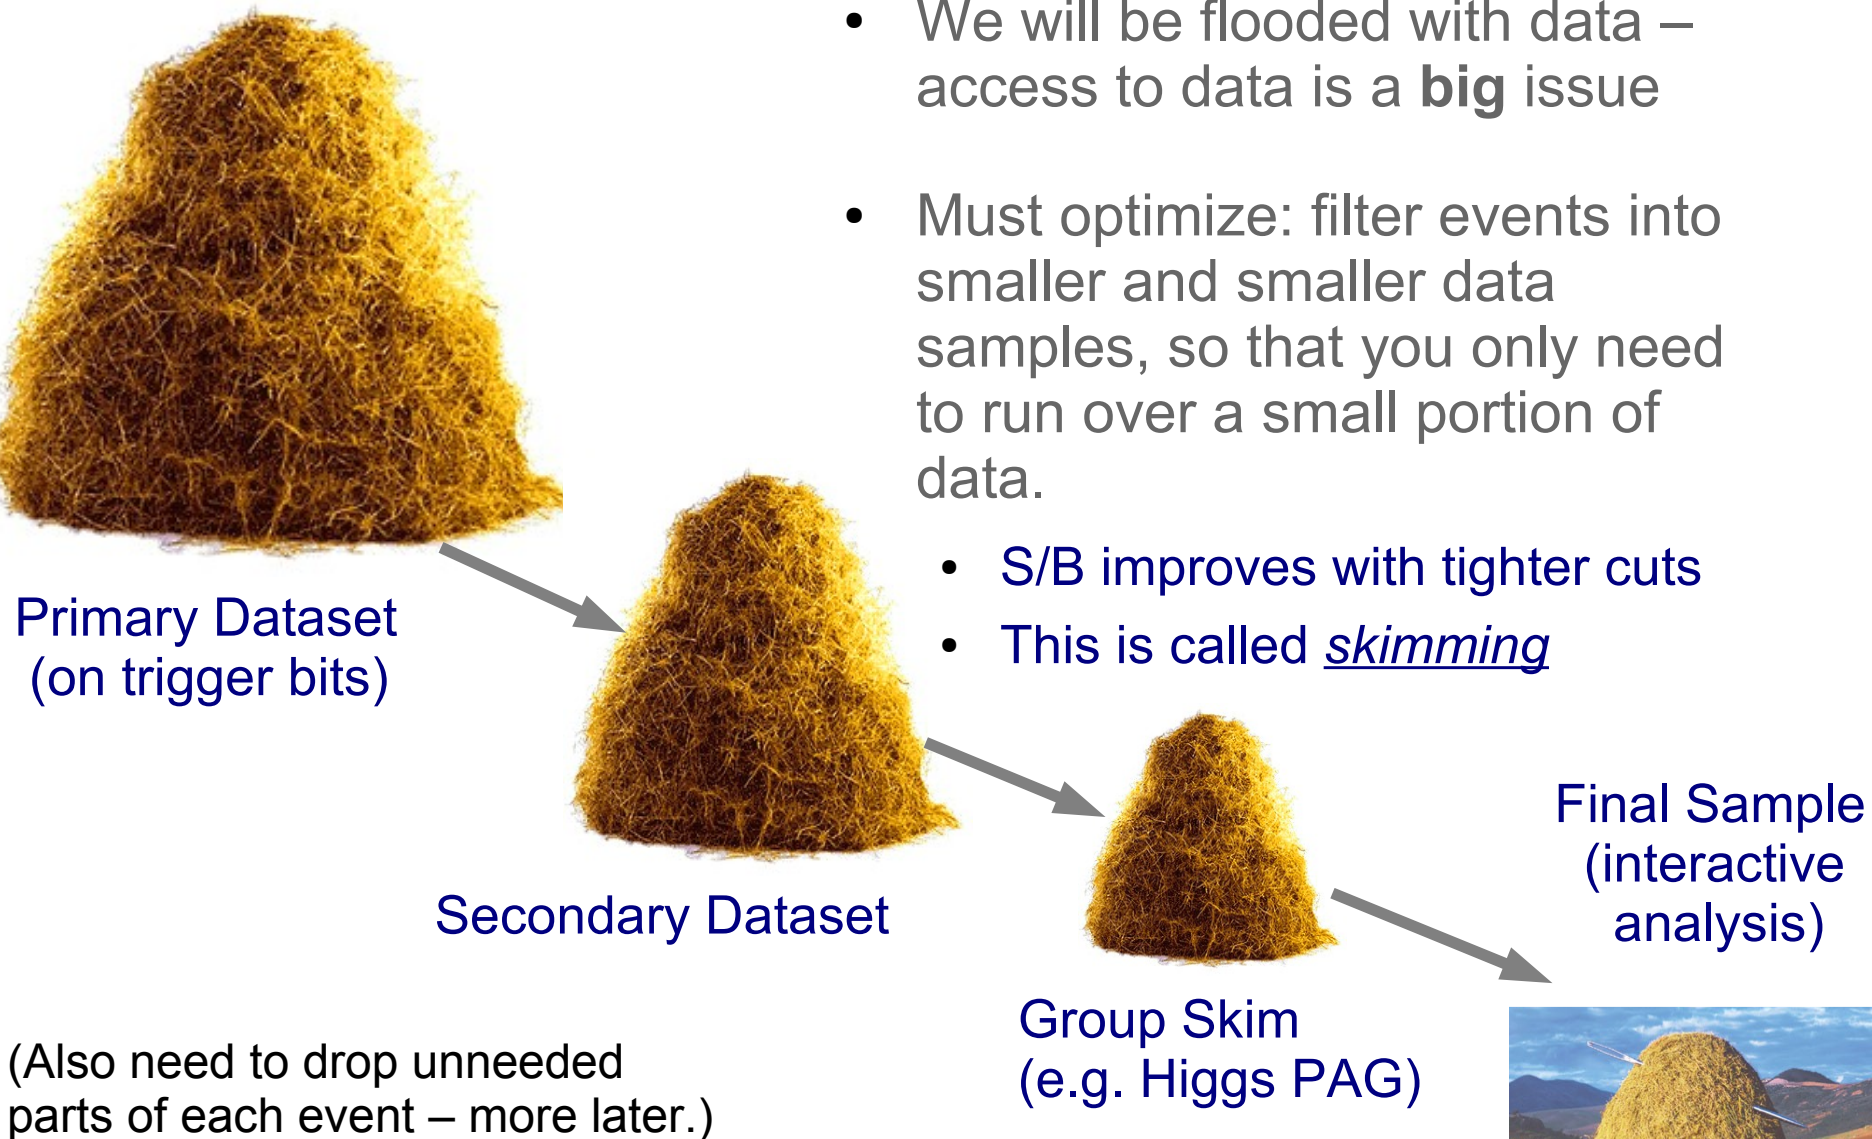 • We will be flooded with data –
access to data is a big issue
• Must optimize: filter events into
smaller and smaller data
samples, so that you only need
to run over a small portion of
data.
• S/B improves with tighter cuts
• This is called skimming
Primary Dataset
(on trigger bits)
Secondary Dataset
Group Skim
(e.g. Higgs PAG)
Final Sample
(interactive
analysis)
(Also need to drop unneeded
parts of each event – more later.)